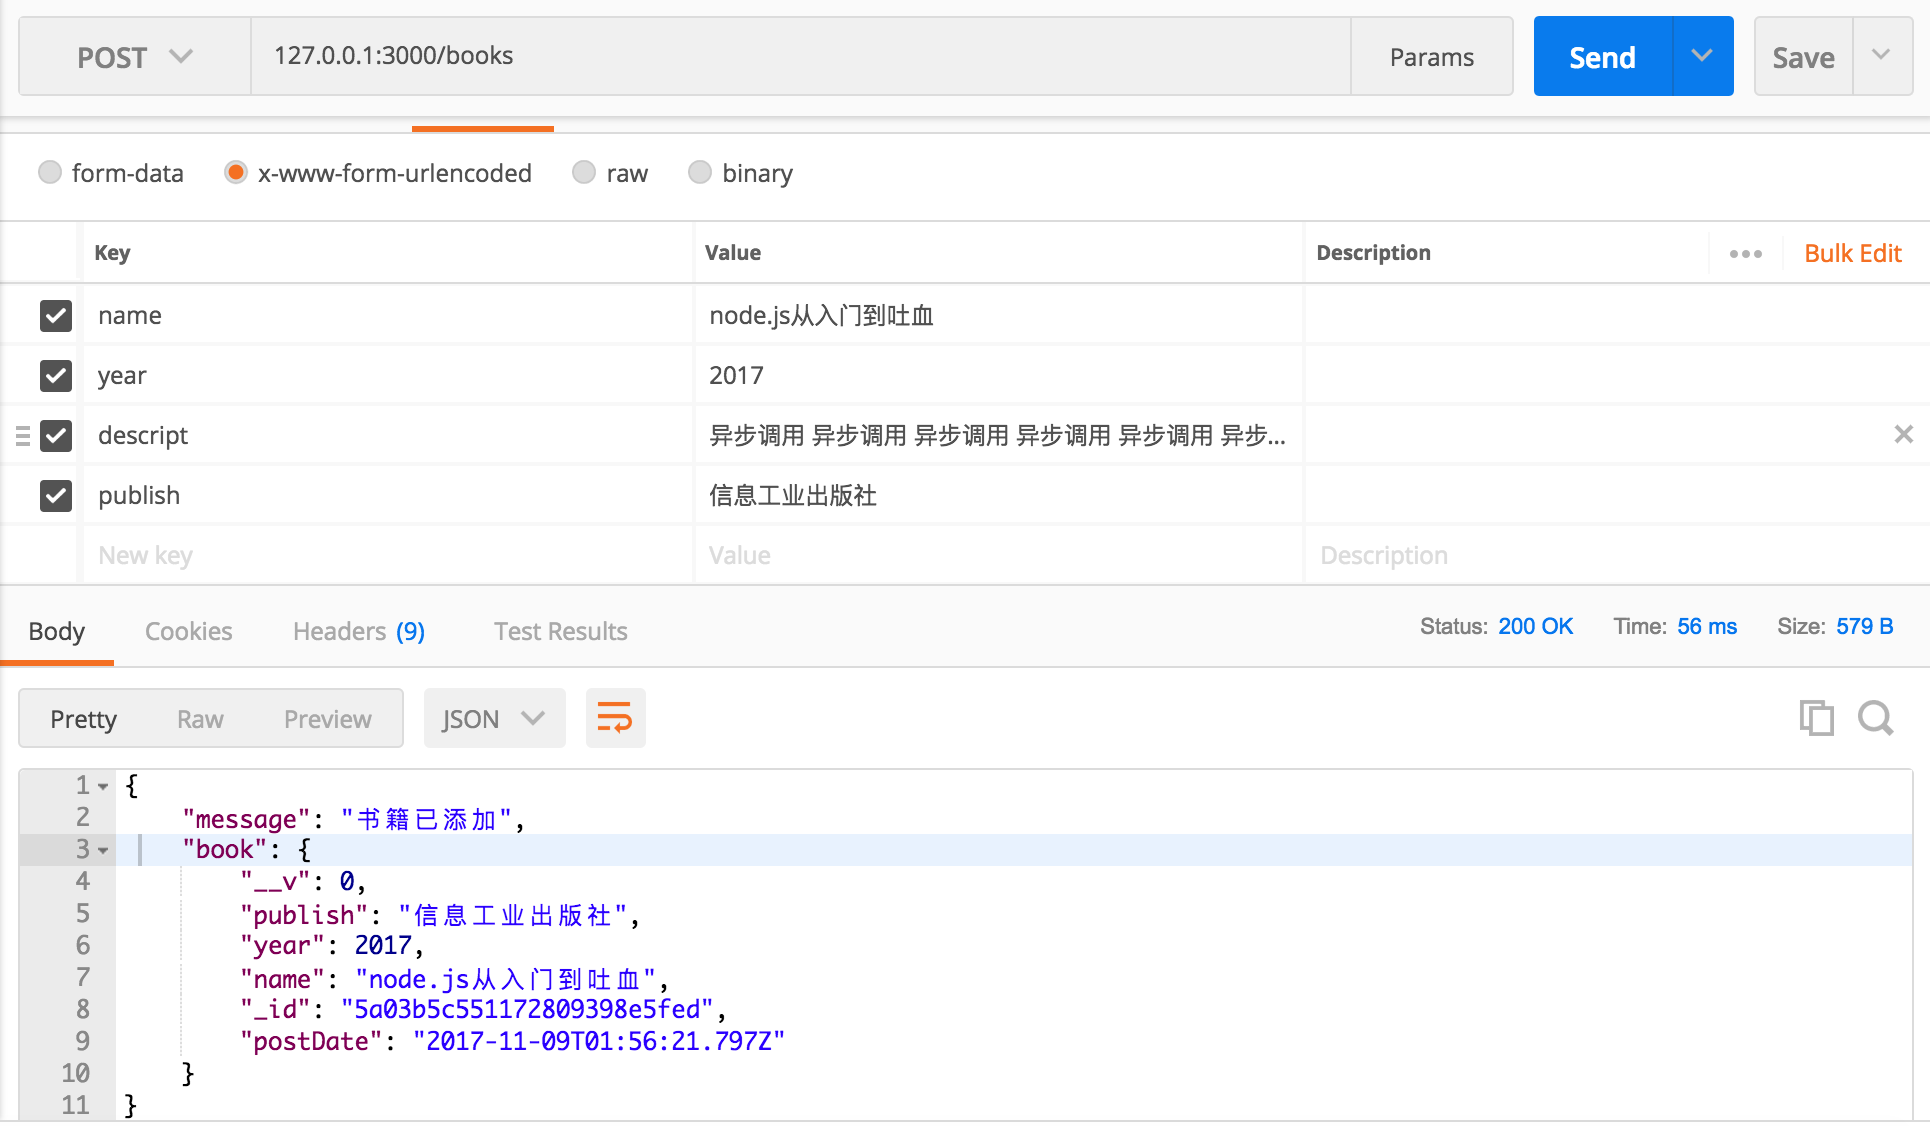 POST 127.0.0.1:3000/books Params Send Save
form-data x-www-form-urlencoded raw binary
Key Value Description Bulk Edit
name node.js从入门到吐血
year 2017
descript 异步调用 异步调用 异步调用 异步调用 异步调用 异步...
publish 信息工业出版社
New key Value Description
Body Cookies Headers (9) Test Results Status: 200 OK Time: 56 ms Size: 579 B
Pretty Raw Preview JSON
1 {
2 "message": "书籍已添加",
3 "book": {
4 "__v": 0,
5 "publish": "信息工业出版社",
6 "year": 2017,
7 "name": "node.js从入门到吐血",
8 "_id": "5a03b5c551172809398e5fed",
9 "postDate": "2017-11-09T01:56:21.797Z"
10 }
11 }